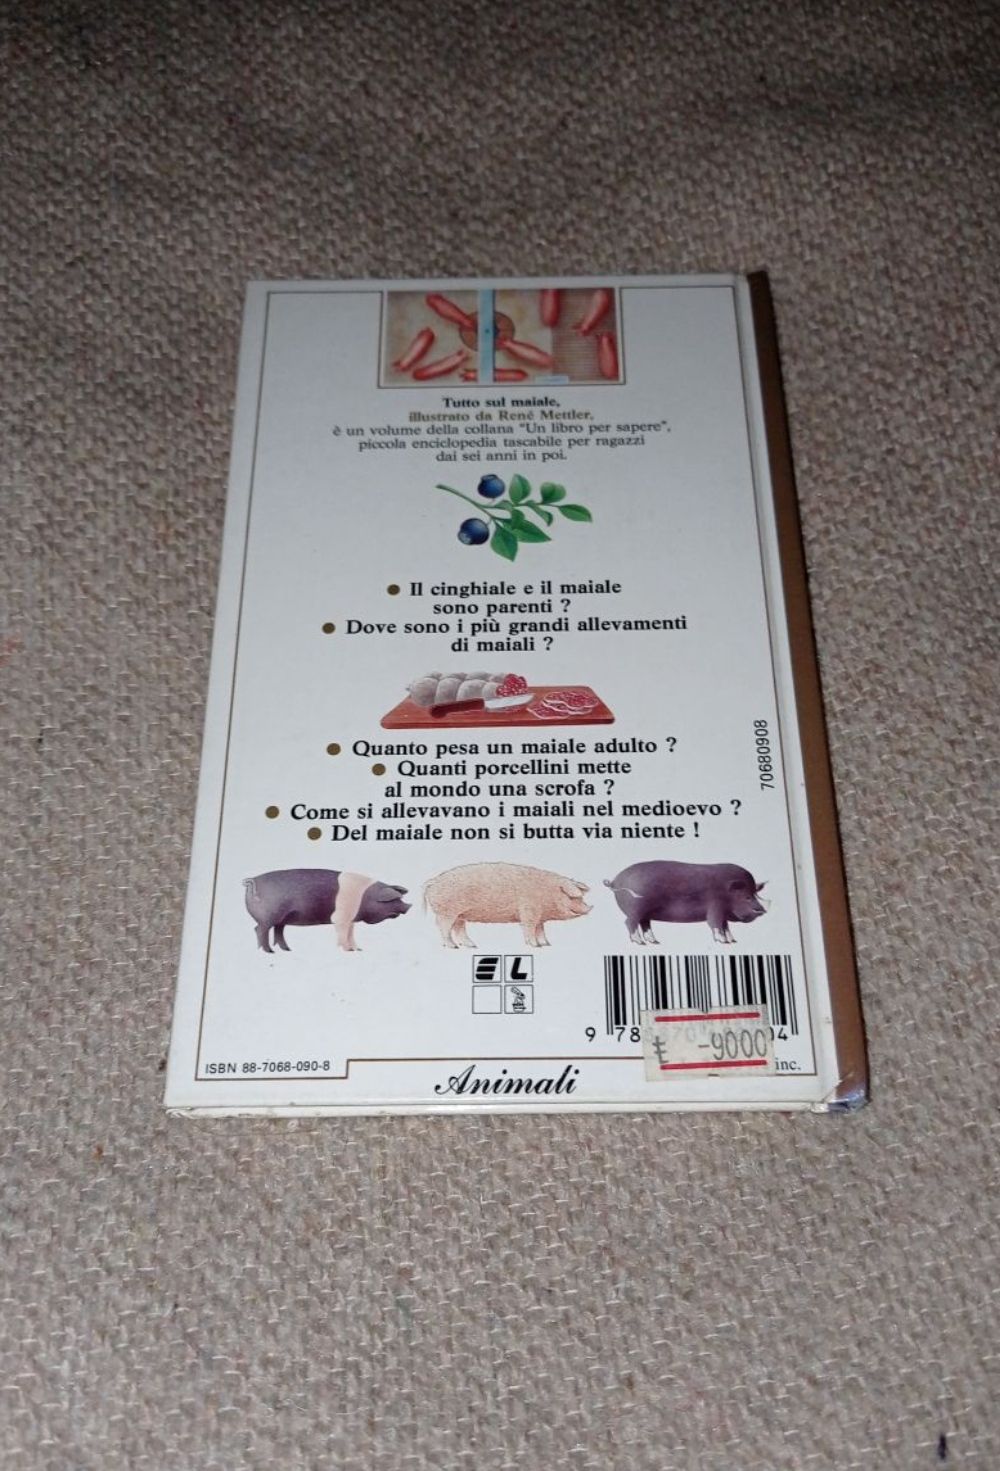 Tutto sul maiale,
illustrato da René Mettler,
è un volume della collana "Un libro per sapere",
piccola enciclopedia tascabile per ragazzi
dai sei anni in poi.
● Il cinghiale e il maiale
sono parenti ?
● Dove sono i più grandi allevamenti
di maiali ?
● Quanto pesa un maiale adulto ?
● Quanti porcellini mette
al mondo una scrofa ?
● Come si allevavano i maiali nel medioevo ?
● Del maiale non si butta via niente !
70680908
E L
9 78
4
£ -9000
inc.
ISBN 88-7068-090-8
Animali